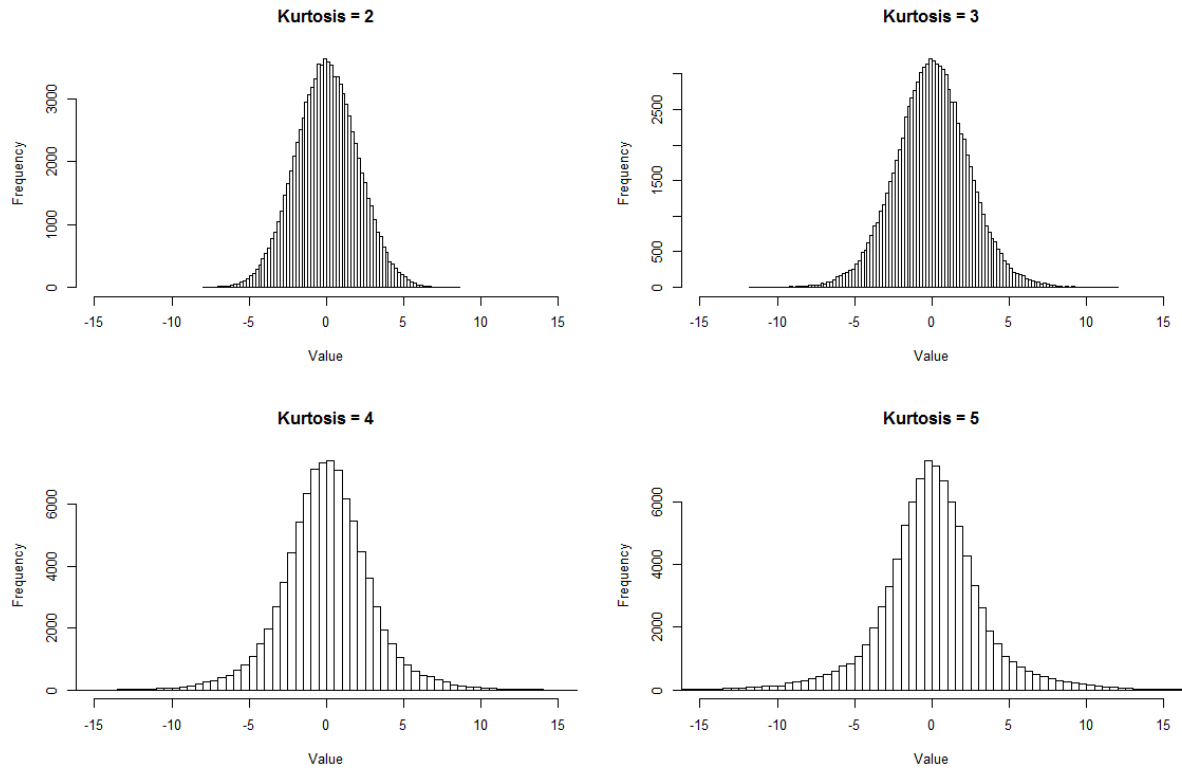 Kurtosis = 2
Frequency
3000
2000
1000
0
-15 -10 -5 0 5 10 15
Value
Kurtosis = 3
Frequency
2500
1500
500
0
-15 -10 -5 0 5 10 15
Value
Kurtosis = 4
Frequency
6000
4000
2000
0
-15 -10 -5 0 5 10 15
Value
Kurtosis = 5
Frequency
6000
4000
2000
0
-15 -10 -5 0 5 10 15
Value